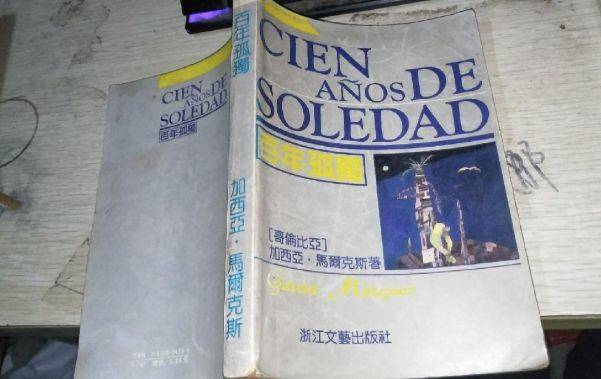 CIEN
AÑOS DE
SOLEDAD
百年孤獨
[哥倫比亞]
加西亞·馬爾克斯著
浙江文藝出版社
百年孤獨
加西亞·馬爾克斯
CIEN
AÑOS DE
SOLEDAD
百年孤獨